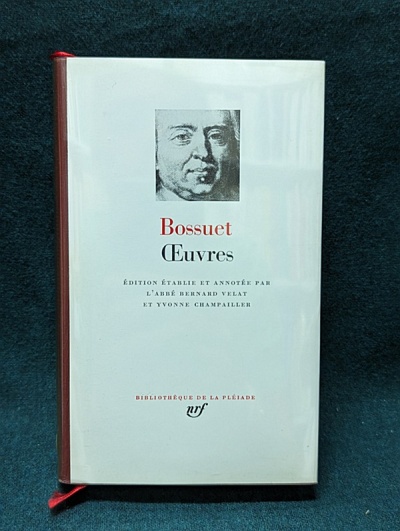 Bossuet
Œuvres
ÉDITION ÉTABLIE ET ANNOTÉE PAR
L'ABBÉ BERNARD VELAT
ET YVONNE CHAMPAILLER
BIBLIOTHÈQUE DE LA PLÉIADE
nrf